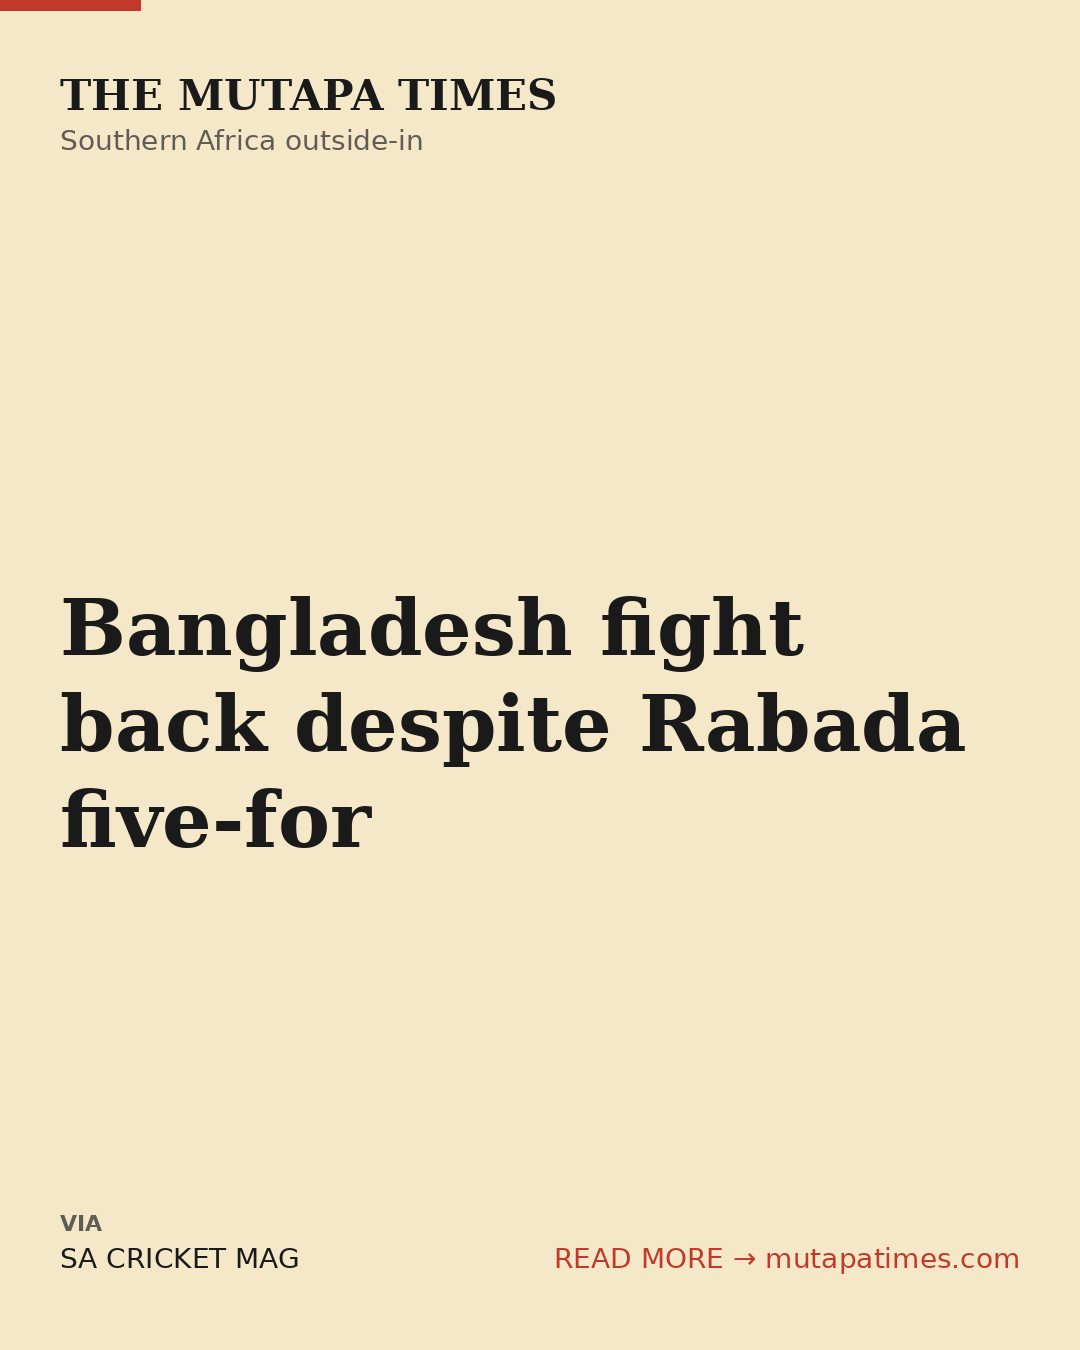 THE MUTAPA TIMES
Southern Africa outside-in
Bangladesh fight
back despite Rabada
five-for
VIA
SA CRICKET MAG
READ MORE → mutapatimes.com